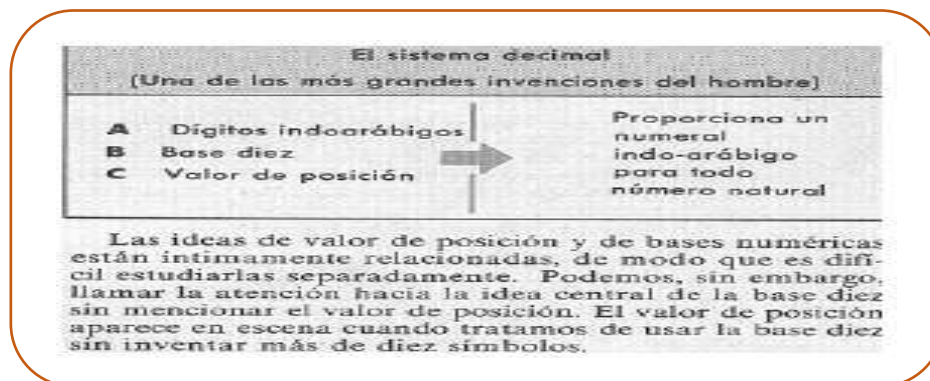 El sistema decimal
(Una de las más grandes invenciones del hombre)
A Dígitos indoarábigos
B Base diez
C Valor de posición
Proporciona un
numeral
indo-arábigo
para todo
número natural
Las ideas de valor de posición y de bases numéricas
están íntimamente relacionadas, de modo que es difí-
cil estudiarlas separadamente. Podemos, sin embargo,
llamar la atención hacia la idea central de la base diez
sin mencionar el valor de posición. El valor de posición
aparece en escena cuando tratamos de usar la base diez
sin inventar más de diez símbolos.